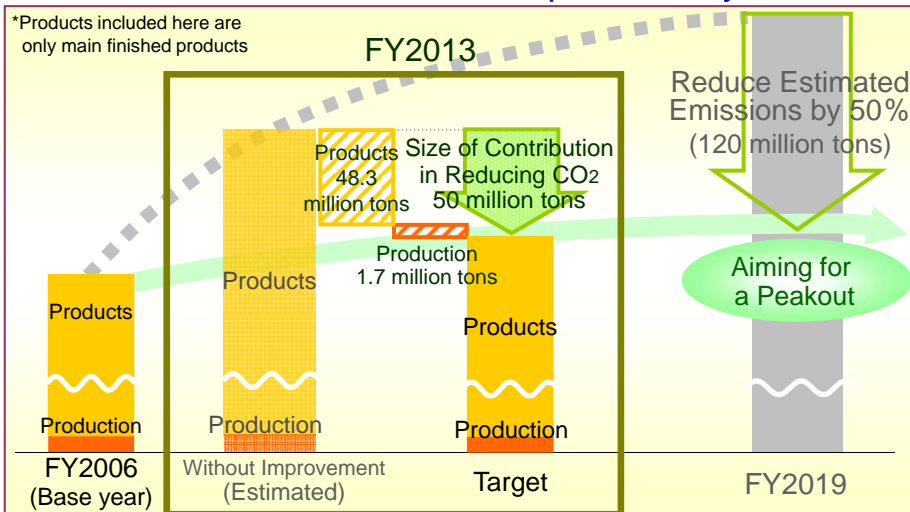 *Products included here are
only main finished products
FY2013
Reduce Estimated
Emissions by 50%
(120 million tons)
Products
48.3
million tons
Size of Contribution
in Reducing CO2
50 million tons
Production
1.7 million tons
Aiming for
a Peakout
Products
Products
Products
Production
Production
Production
FY2006
(Base year)
Without Improvement
(Estimated)
Target
FY2019